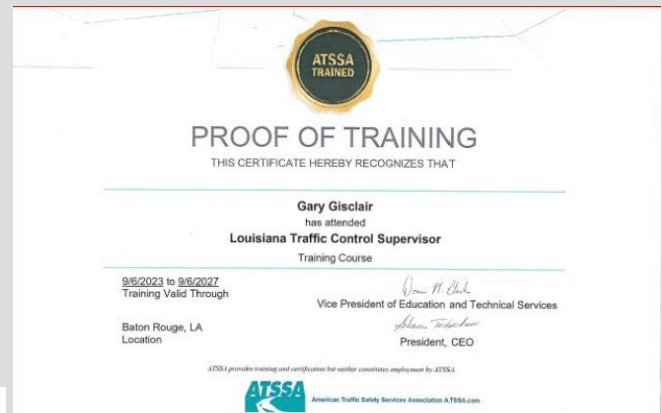 ATSSA
TRAINED
PROOF OF TRAINING
THIS CERTIFICATE HEREBY RECOGNIZES THAT
Gary Gisclair
has attended
Louisiana Traffic Control Supervisor
Training Course
9/6/2023 to 9/6/2027
Training Valid Through
Vice President of Education and Technical Services
Baton Rouge, LA
Location
President, CEO
ATSSA provides training and certification but neither constitutes employment by ATSSA
ATSSA
American Traffic Safety Services Association ATSSA.com